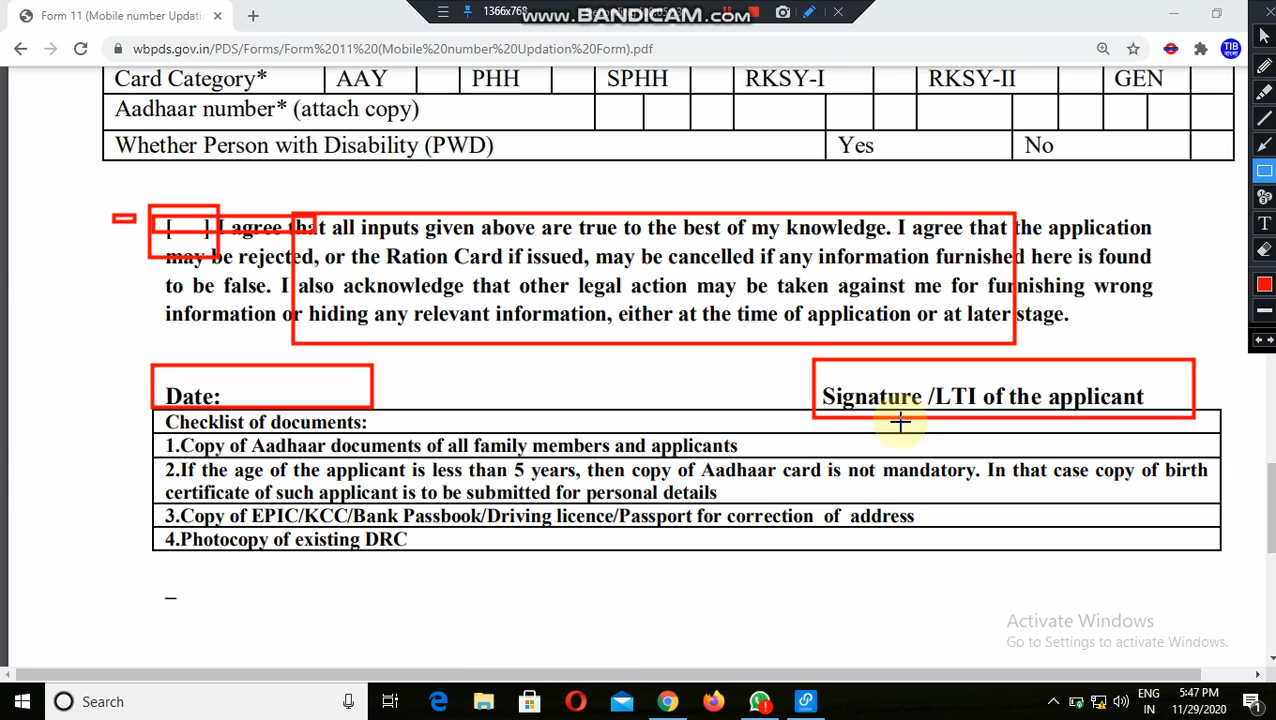 Form 11 (Mobile number Updati
1366x768
www.BANDICAM.com
wbpds.gov.in/PDS/Forms/Form%2011%20(Mobile%20number%20Updation%20Form).pdf
TIB
Card Category* AAY PHH SPHH RKSY-I RKSY-II GEN
Aadhaar number* (attach copy)
Whether Person with Disability (PWD) Yes No
[ ] I agree that all inputs given above are true to the best of my knowledge. I agree that the application
may be rejected, or the Ration Card if issued, may be cancelled if any information furnished here is found
to be false. I also acknowledge that other legal action may be taken against me for furnishing wrong
information or hiding any relevant information, either at the time of application or at later stage.
Date: Signature /LTI of the applicant
Checklist of documents:
1.Copy of Aadhaar documents of all family members and applicants
2.If the age of the applicant is less than 5 years, then copy of Aadhaar card is not mandatory. In that case copy of birth
certificate of such applicant is to be submitted for personal details
3.Copy of EPIC/KCC/Bank Passbook/Driving licence/Passport for correction of address
4.Photocopy of existing DRC
_
Activate Windows
Go to Settings to activate Windows.
Search
ENG
IN
5:47 PM
11/29/2020
1